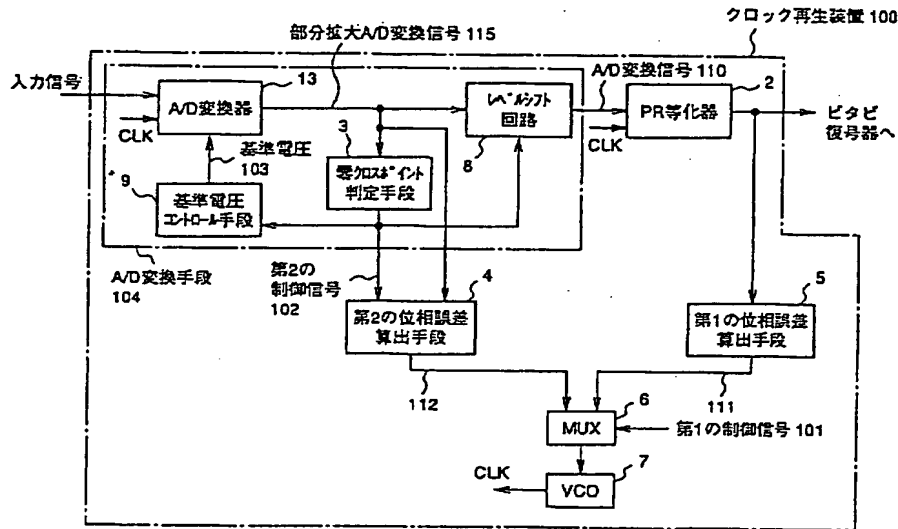 クロック再生装置 100
部分拡大A/D変換信号 115
入力信号
13
A/D変換器
CLK
基準電圧
103
9
基準電圧
コントロール手段
3
零クロスポイント
判定手段
レベルシフト
回路
8
A/D変換信号 110
2
PR等化器
CLK
ビタビ
復号器へ
A/D変換手段
104
第2の
制御信号
102
4
第2の位相誤差
算出手段
5
第1の位相誤差
算出手段
112
111
6
MUX
第1の制御信号 101
CLK
7
VCO